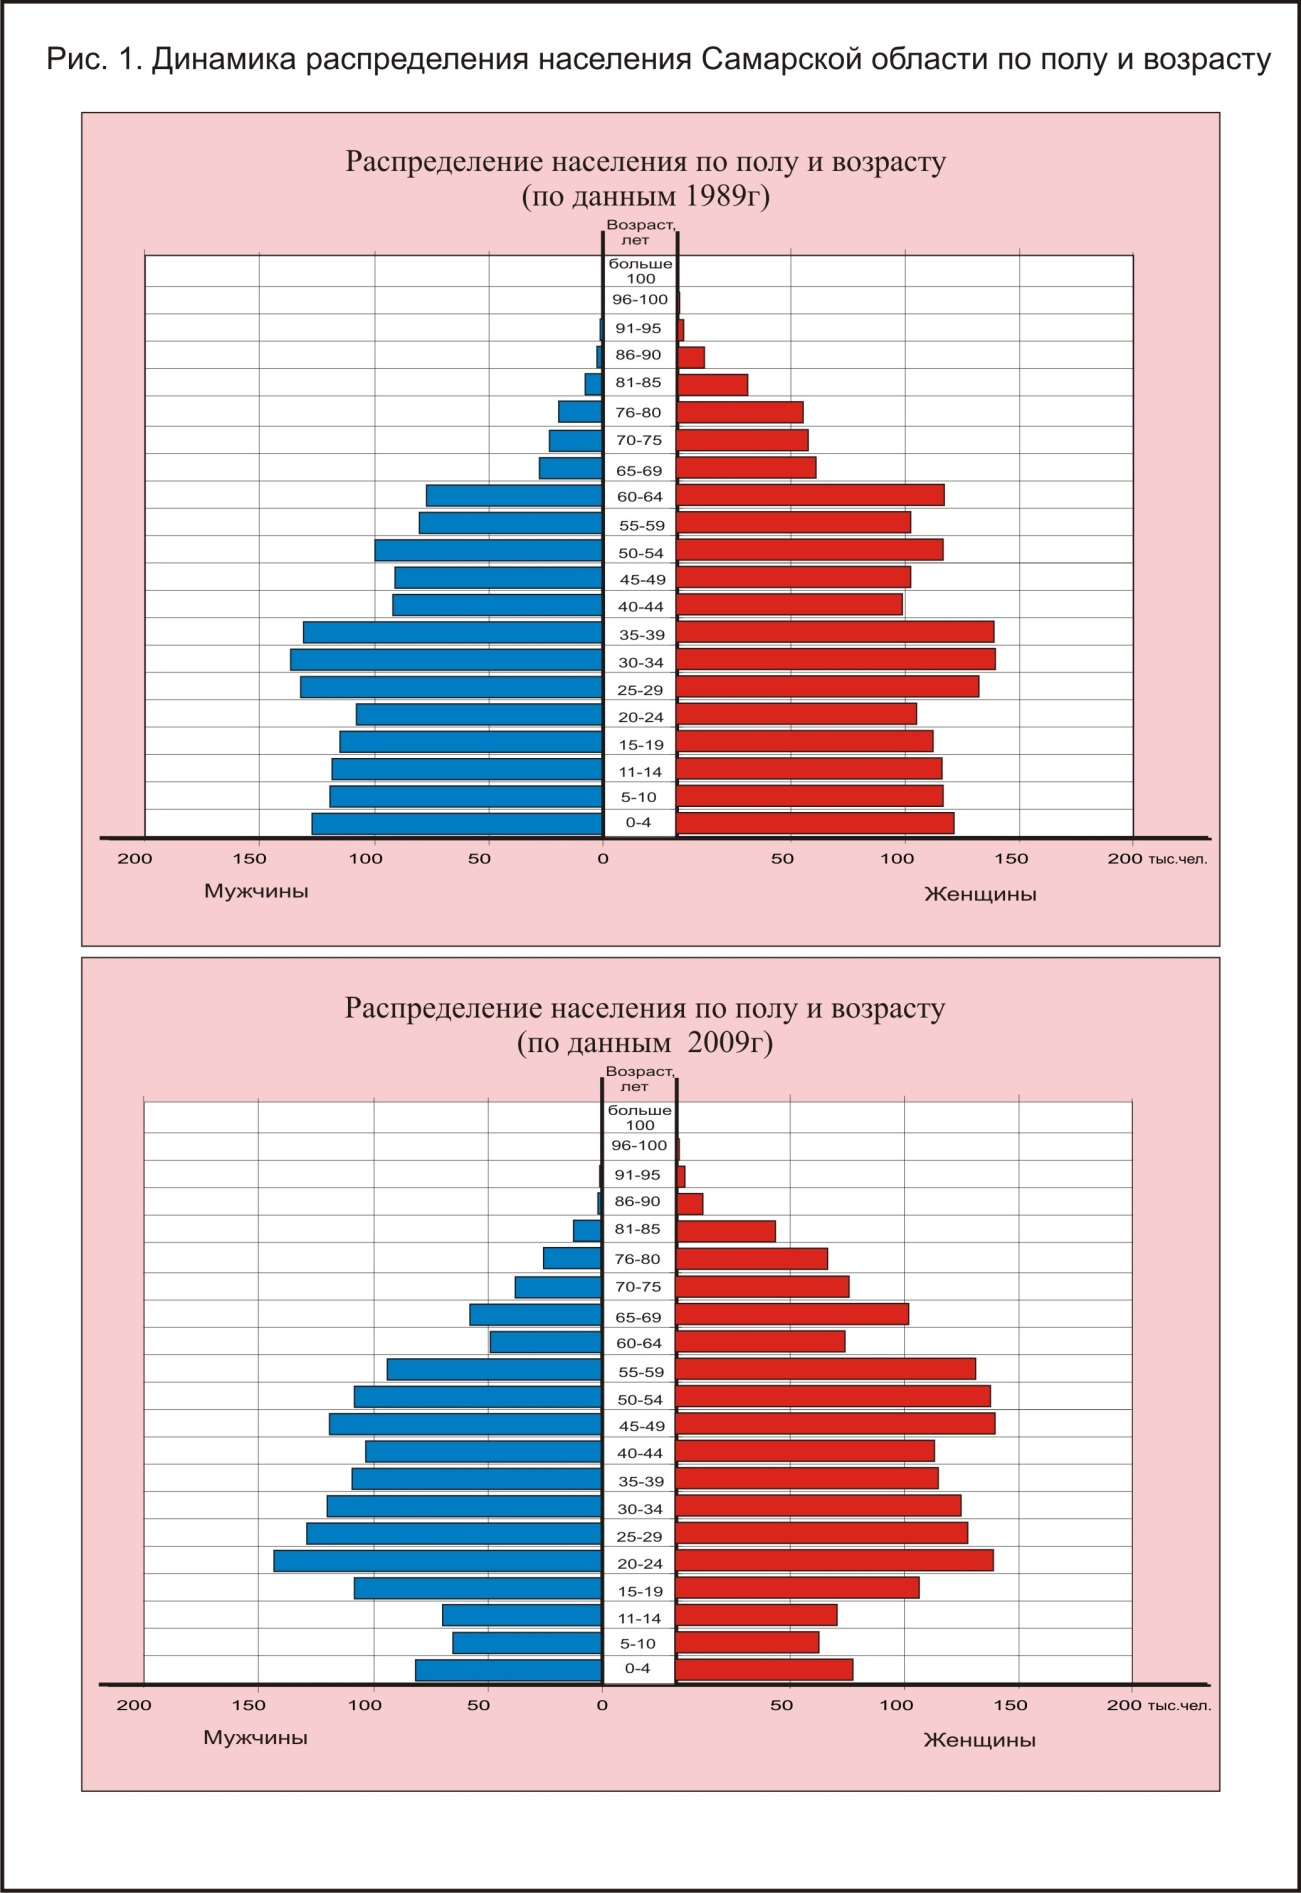 Рис. 1. Динамика распределения населения Самарской области по полу и возрасту
Распределение населения по полу и возрасту
(по данным 1989г)
Возраст,
лет
больше
100
96-100
91-95
86-90
81-85
76-80
70-75
65-69
60-64
55-59
50-54
45-49
40-44
35-39
30-34
25-29
20-24
15-19
11-14
5-10
0-4
200 150 100 50 0 50 100 150 200 тыс.чел.
Мужчины Женщины
Распределение населения по полу и возрасту
(по данным 2009г)
Возраст,
лет
больше
100
96-100
91-95
86-90
81-85
76-80
70-75
65-69
60-64
55-59
50-54
45-49
40-44
35-39
30-34
25-29
20-24
15-19
11-14
5-10
0-4
200 150 100 50 0 50 100 150 200 тыс.чел.
Мужчины Женщины